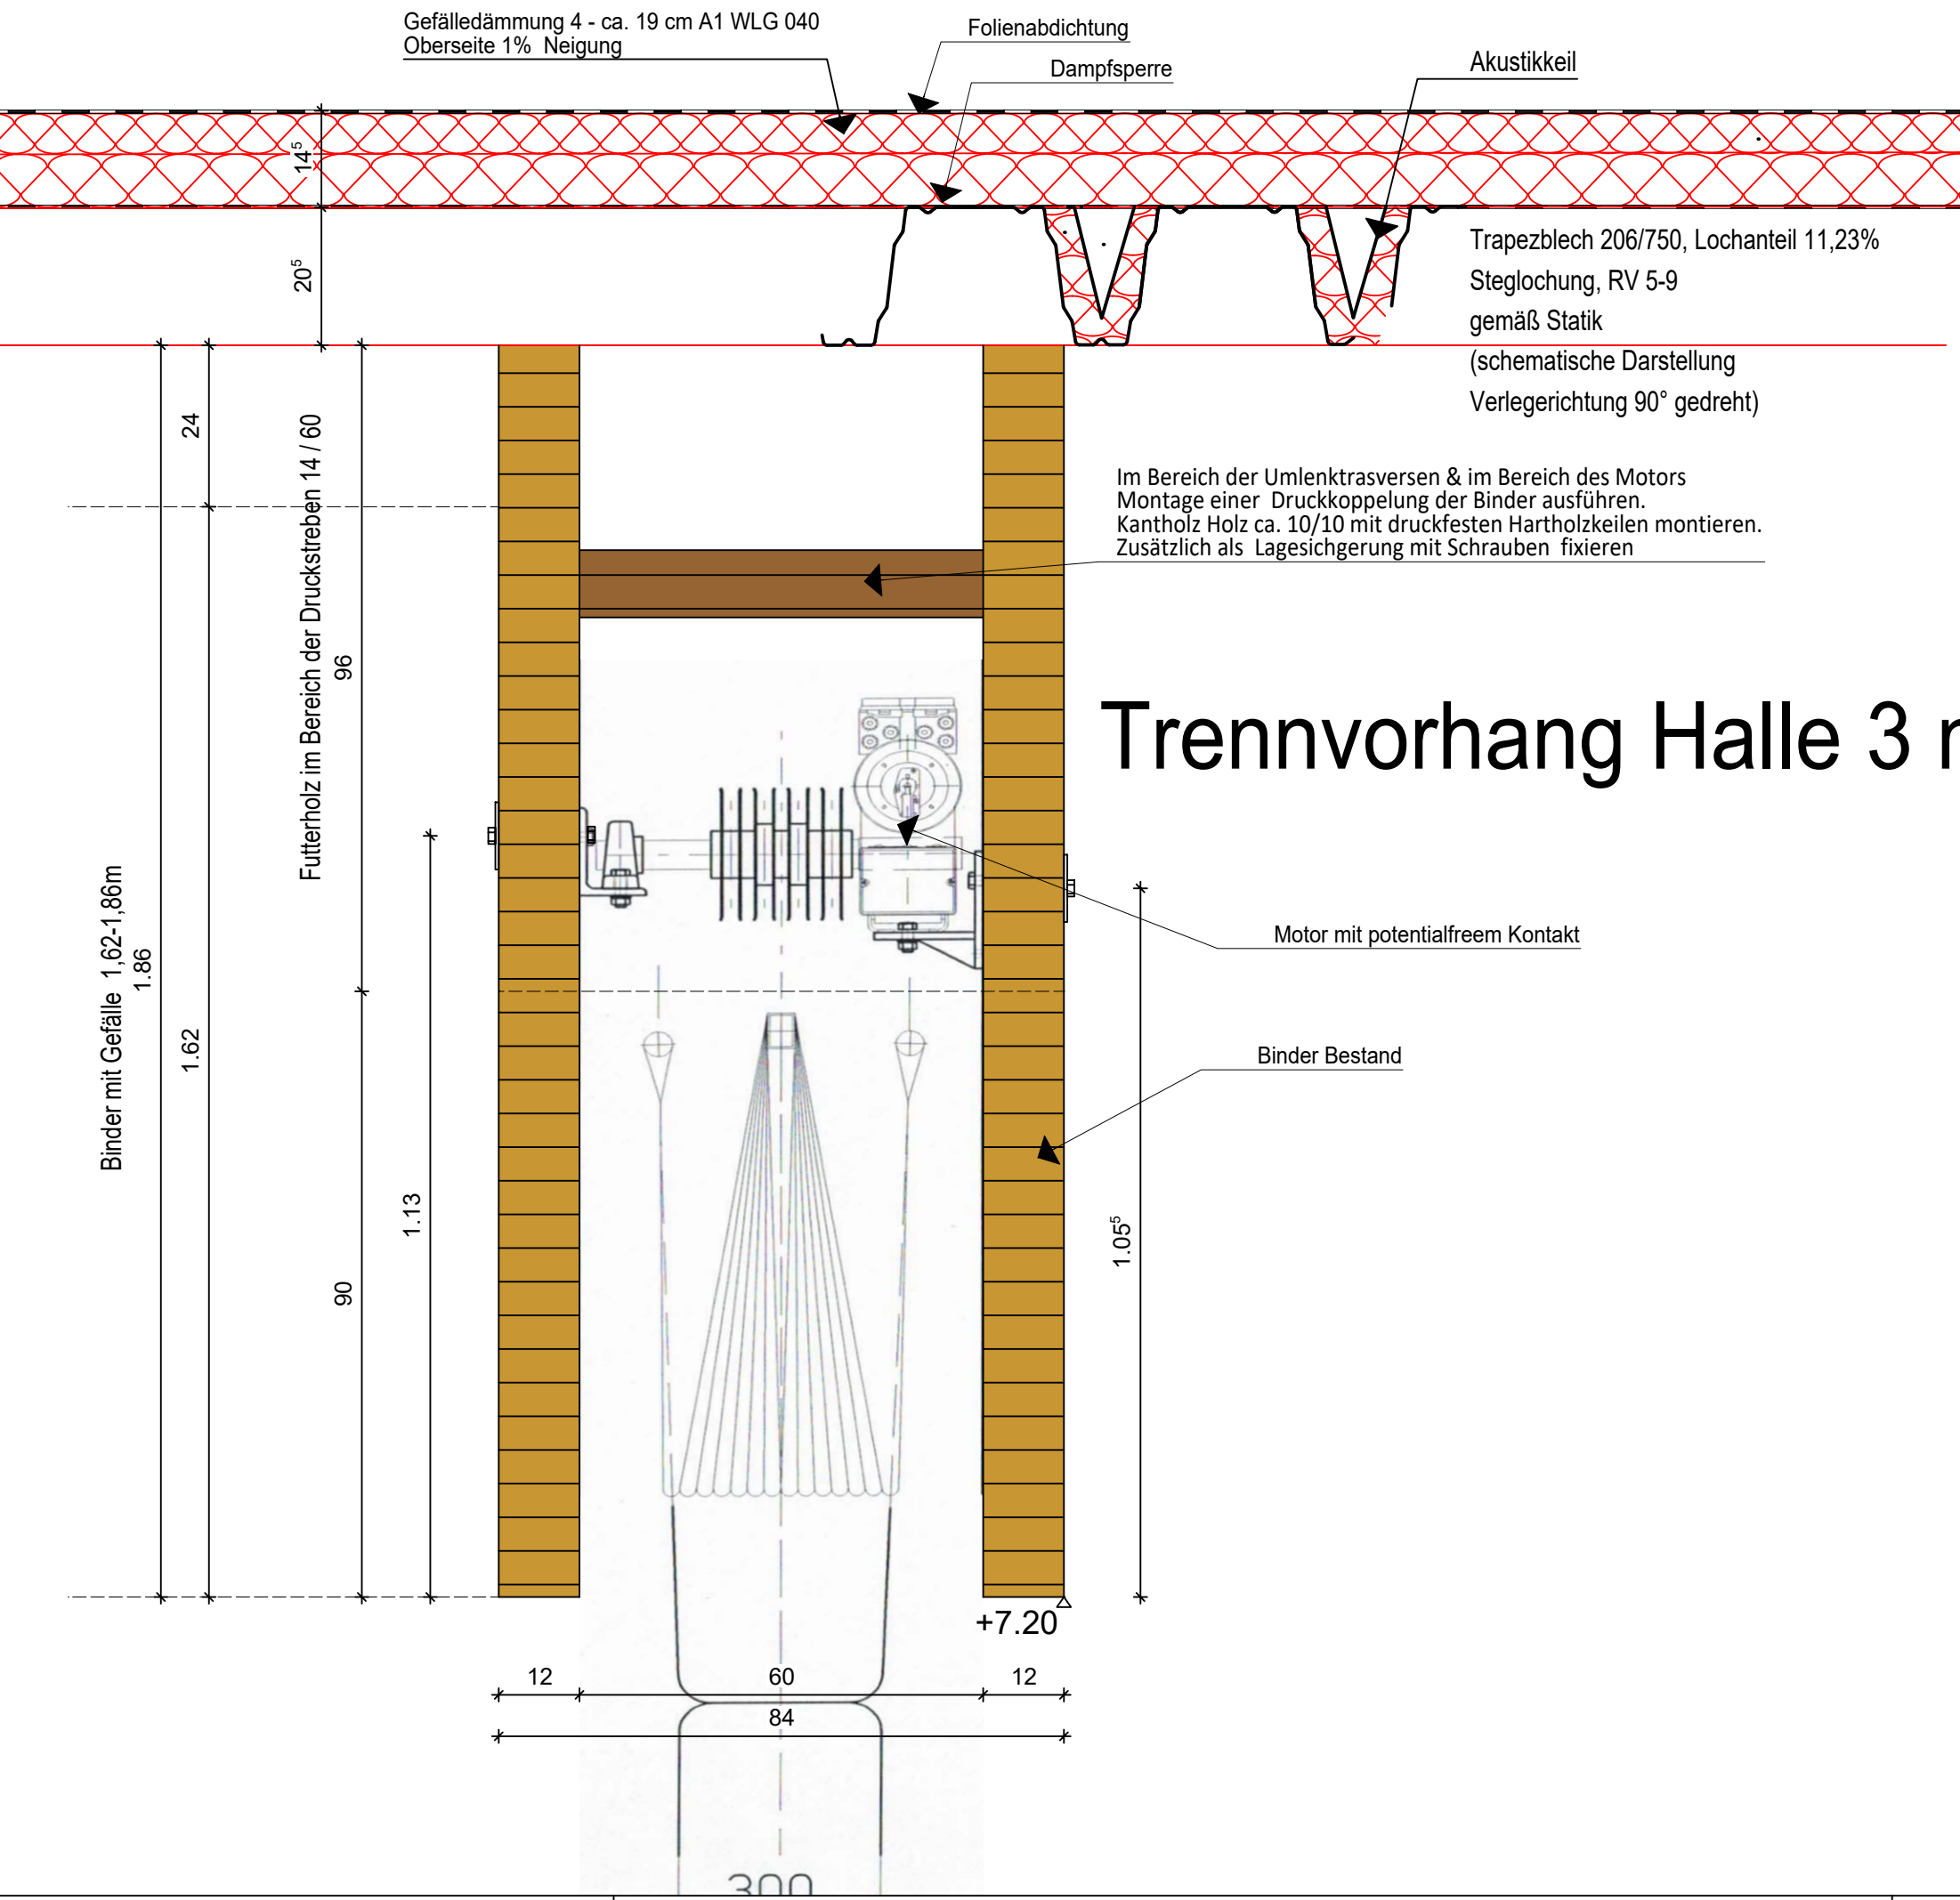 Gefälledämmung 4 - ca. 19 cm A1 WLG 040
Oberseite 1% Neigung
Folienabdichtung
Dampfsperre
Akustikkeil
14⁵
20⁵
Trapezblech 206/750, Lochanteil 11,23%
Steglochung, RV 5-9
gemäß Statik
(schematische Darstellung
Verlegerichtung 90° gedreht)
24
Futterholz im Bereich der Druckstreben 14 / 60
96
Im Bereich der Umlenktrasversen & im Bereich des Motors
Montage einer Druckkoppelung der Binder ausführen.
Kantholz Holz ca. 10/10 mit druckfesten Hartholzkeilen montieren.
Zusätzlich als Lagesichgerung mit Schrauben fixieren
Trennvorhang Halle 3
Motor mit potentialfreem Kontakt
Binder mit Gefälle 1,62-1,86m
1.86
1.62
Binder Bestand
1.13
1.05⁵
90
+7.20
12
60
12
84
300